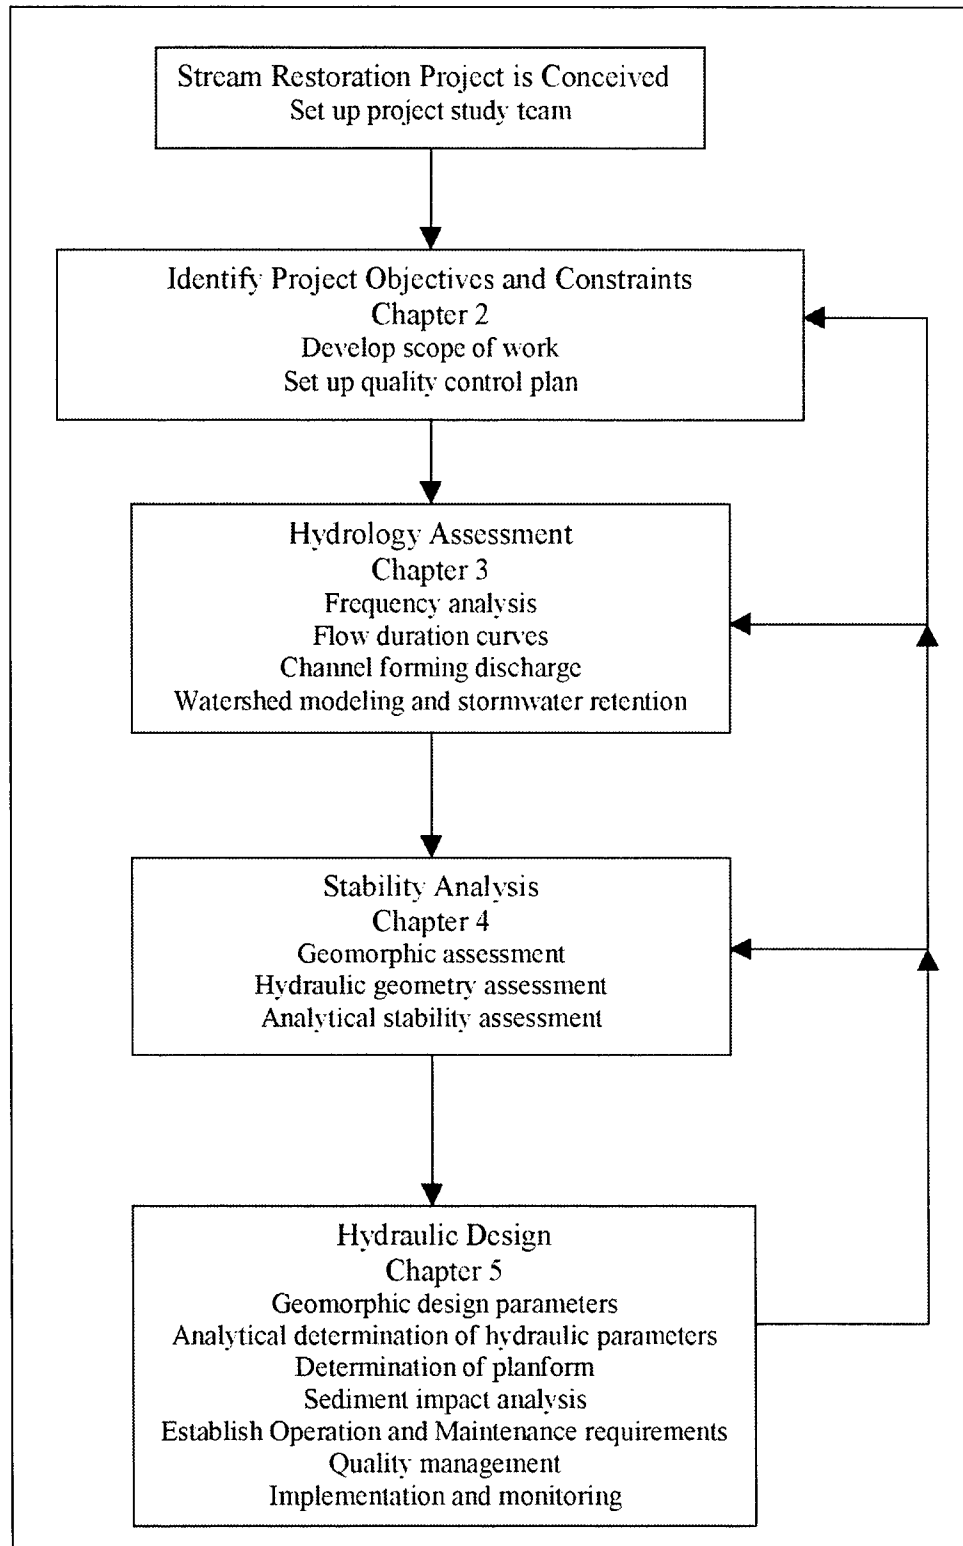 Stream Restoration Project is Conceived
Set up project study team
Identify Project Objectives and Constraints
Chapter 2
Develop scope of work
Set up quality control plan
Hydrology Assessment
Chapter 3
Frequency analysis
Flow duration curves
Channel forming discharge
Watershed modeling and stormwater retention
Stability Analysis
Chapter 4
Geomorphic assessment
Hydraulic geometry assessment
Analytical stability assessment
Hydraulic Design
Chapter 5
Geomorphic design parameters
Analytical determination of hydraulic parameters
Determination of planform
Sediment impact analysis
Establish Operation and Maintenance requirements
Quality management
Implementation and monitoring